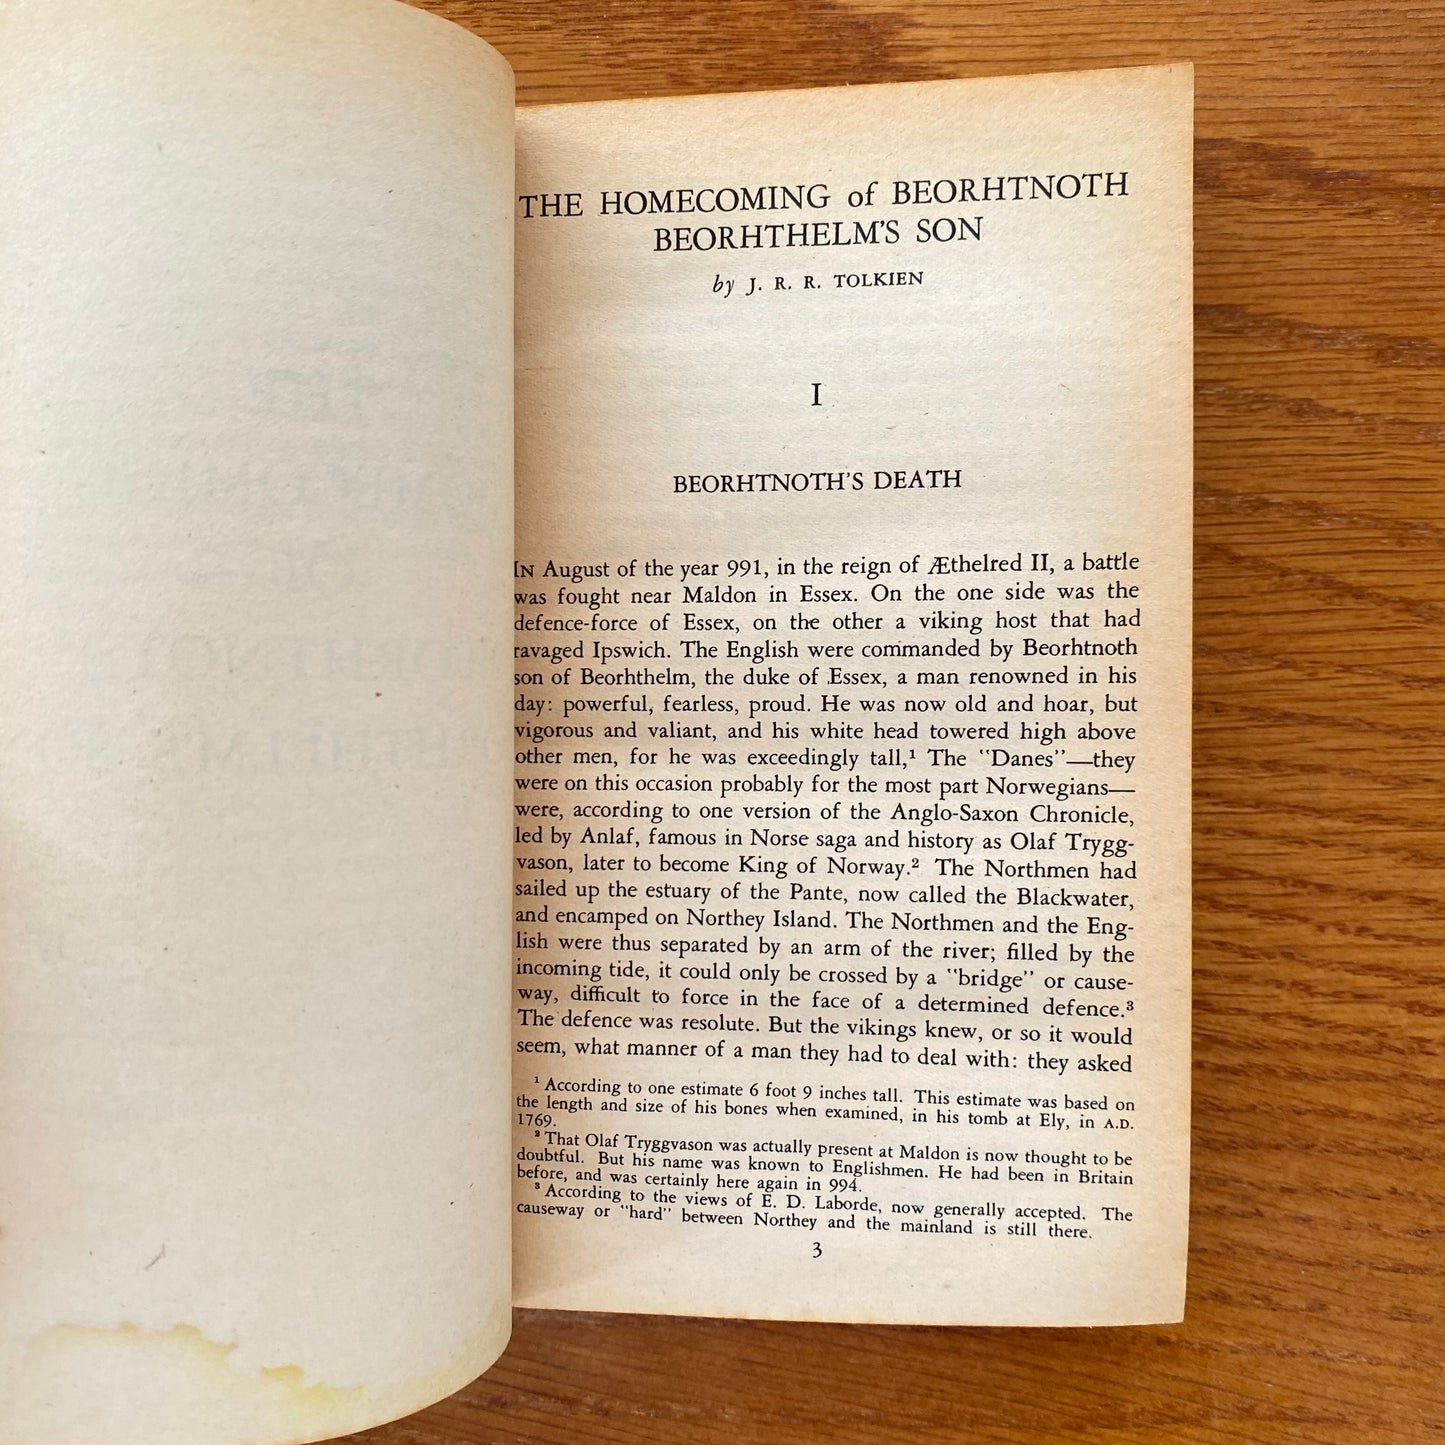 THE HOMECOMING of BEORHTNOTH
BEORHTHELM'S SON
by J. R. R. TOLKIEN
I
BEORHTNOTH'S DEATH
IN August of the year 991, in the reign of Æthelred II, a battle
was fought near Maldon in Essex. On the one side was the
defence-force of Essex, on the other a viking host that had
ravaged Ipswich. The English were commanded by Beorhtnoth
son of Beorhthelm, the duke of Essex, a man renowned in his
day: powerful, fearless, proud. He was now old and hoar, but
vigorous and valiant, and his white head towered high above
other men, for he was exceedingly tall,¹ The "Danes"—they
were on this occasion probably for the most part Norwegians—
were, according to one version of the Anglo-Saxon Chronicle,
led by Anlaf, famous in Norse saga and history as Olaf Trygg-
vason, later to become King of Norway.² The Northmen had
sailed up the estuary of the Pante, now called the Blackwater,
and encamped on Northey Island. The Northmen and the Eng-
lish were thus separated by an arm of the river; filled by the
incoming tide, it could only be crossed by a "bridge" or cause-
way, difficult to force in the face of a determined defence.³
The defence was resolute. But the vikings knew, or so it would
seem, what manner of a man they had to deal with: they asked
¹ According to one estimate 6 foot 9 inches tall. This estimate was based on
the length and size of his bones when examined, in his tomb at Ely, in A.D.
1769.
² That Olaf Tryggvason was actually present at Maldon is now thought to be
doubtful. But his name was known to Englishmen. He had been in Britain
before, and was certainly here again in 994.
³ According to the views of E. D. Laborde, now generally accepted. The
causeway or "hard" between Northey and the mainland is still there.
3